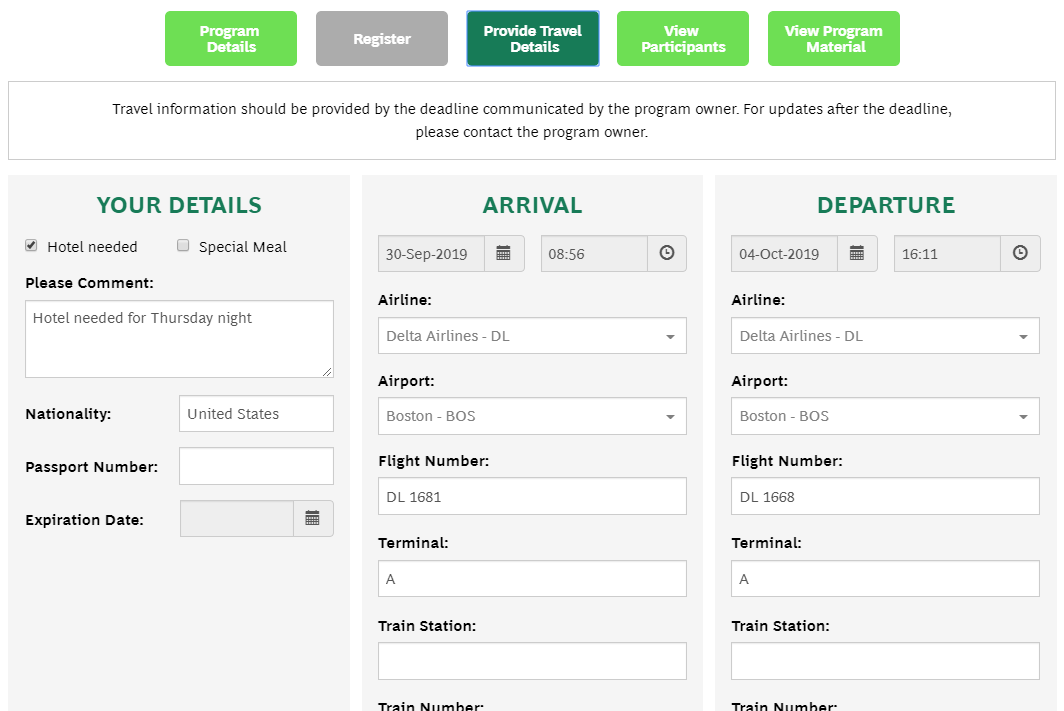 Program
Details
Register
Provide Travel
Details
View
Participants
View Program
Material
Travel information should be provided by the deadline communicated by the program owner. For updates after the deadline,
please contact the program owner.
YOUR DETAILS
Hotel needed
Special Meal
Please Comment:
Hotel needed for Thursday night
Nationality:
United States
Passport Number:
Expiration Date:
ARRIVAL
30-Sep-2019
08:56
Airline:
Delta Airlines - DL
Airport:
Boston - BOS
Flight Number:
DL 1681
Terminal:
A
Train Station:
Train Number:
DEPARTURE
04-Oct-2019
16:11
Airline:
Delta Airlines - DL
Airport:
Boston - BOS
Flight Number:
DL 1668
Terminal:
A
Train Station:
Train Number: